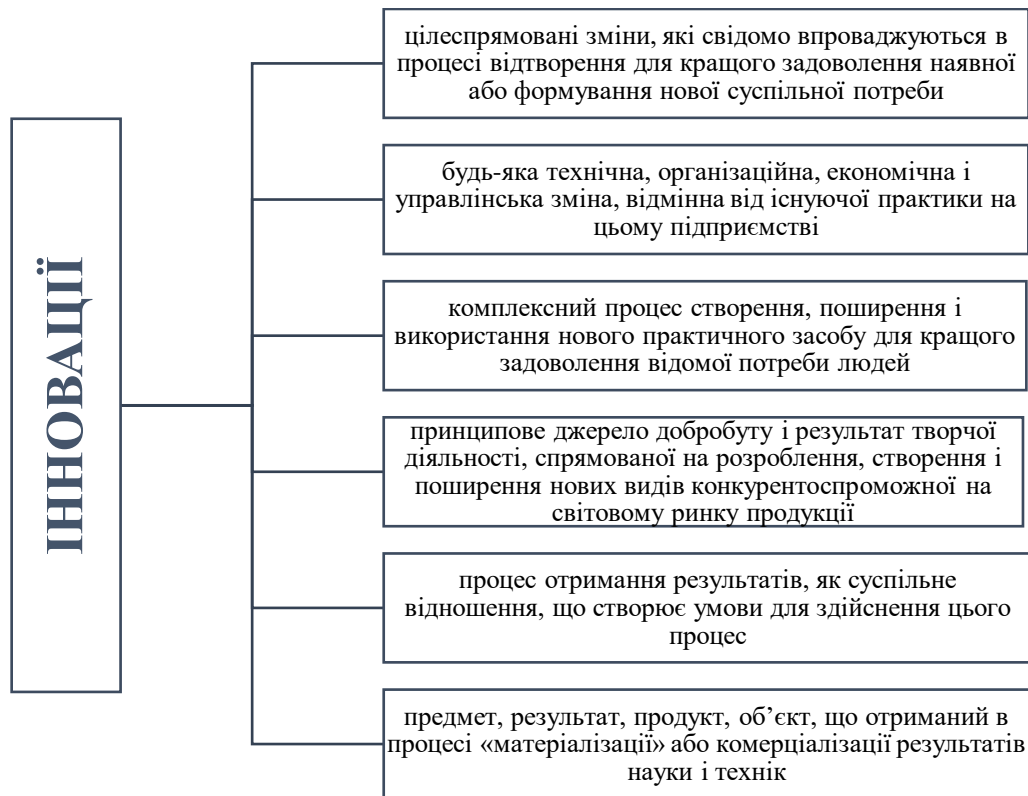 ІННОВАЦІЇ
цілеспрямовані зміни, які свідомо впроваджуються в
процесі відтворення для кращого задоволення наявної
або формування нової суспільної потреби
будь-яка технічна, організаційна, економічна і
управлінська зміна, відмінна від існуючої практики на
цьому підприємстві
комплексний процес створення, поширення і
використання нового практичного засобу для кращого
задоволення відомої потреби людей
принципове джерело добробуту і результат творчої
діяльності, спрямованої на розроблення, створення і
поширення нових видів конкурентоспроможної на
світовому ринку продукції
процес отримання результатів, як суспільне
відношення, що створює умови для здійснення цього
процес
предмет, результат, продукт, об’єкт, що отриманий в
процесі «матеріалізації» або комерціалізації результатів
науки і технік